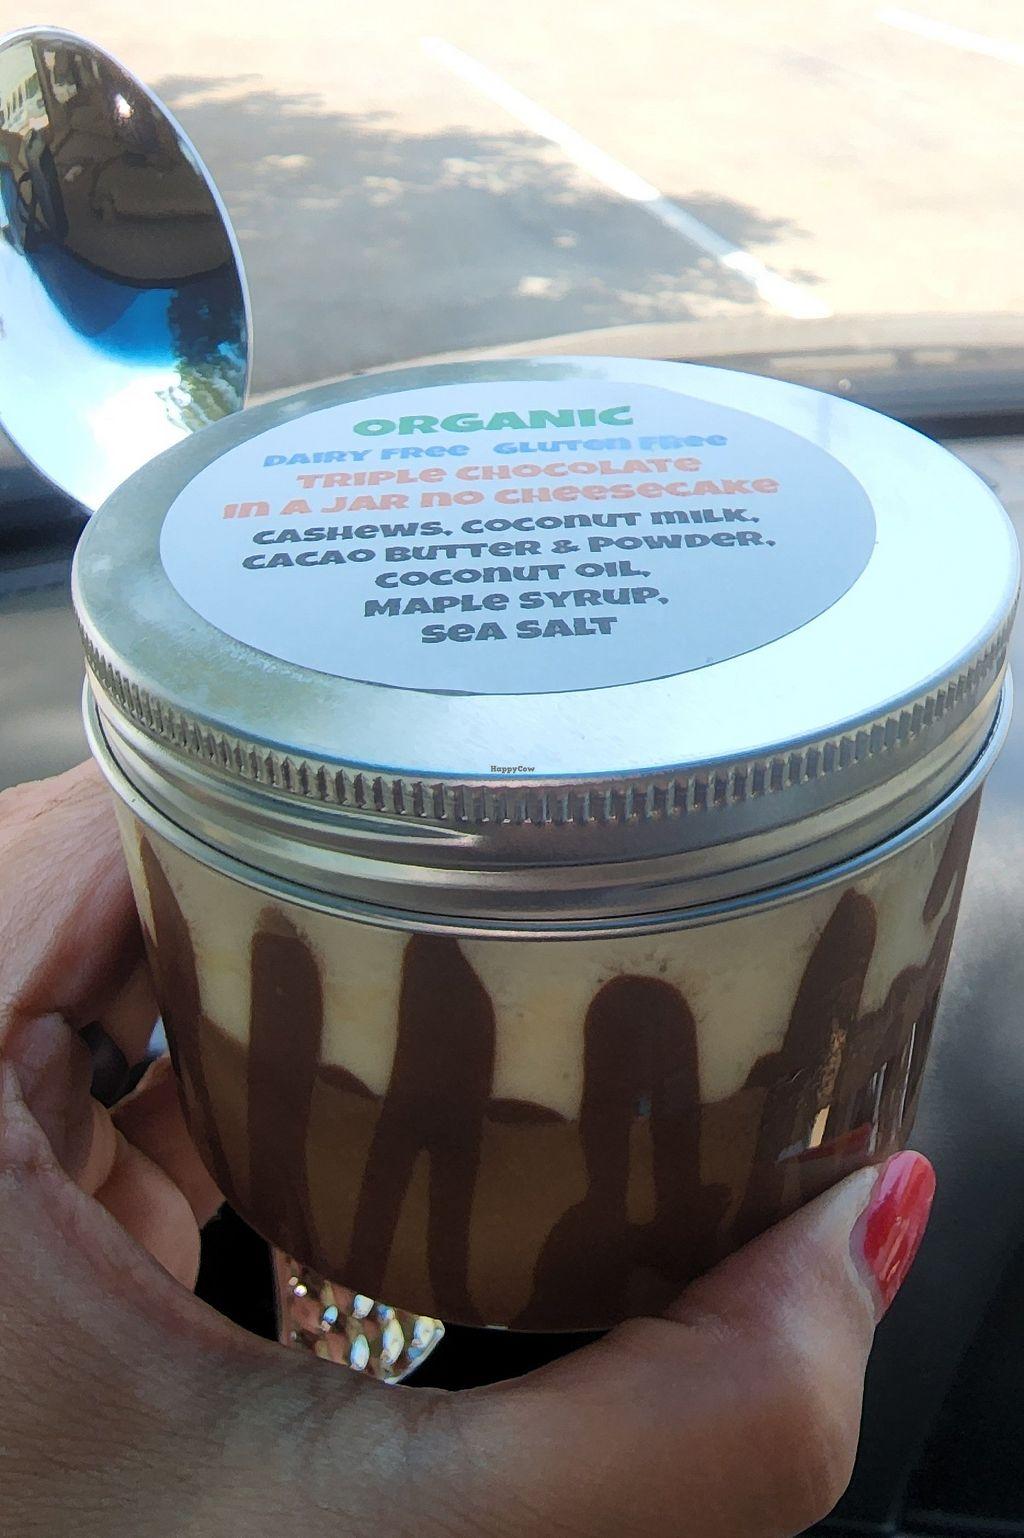 ORGANIC
DAIRY FREE GLUTEN FREE
TRIPLE CHOCOLATE
IN A JAR NO CHEESECAKE
CASHEWS, COCONUT MILK,
CACAO BUTTER & POWDER,
COCONUT OIL,
MAPLE SYRUP,
SEA SALT
HappyCow